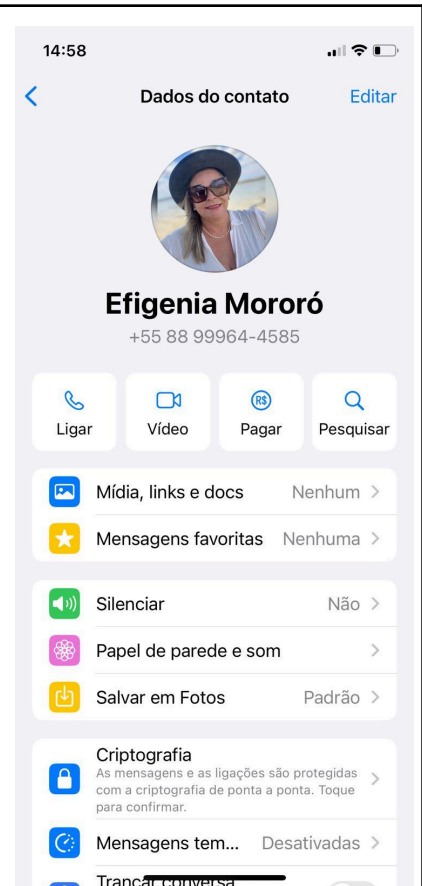 14:58
Dados do contato
Editar
Efigenia Mororó
+55 88 99964-4585
R$
Ligar
Vídeo
Pagar
Pesquisar
Mídia, links e docs
Nenhum
Mensagens favoritas
Nenhuma
Silenciar
Não
Papel de parede e som
Salvar em Fotos
Padrão
Criptografia
As mensagens e as ligações são protegidas
com a criptografia de ponta a ponta. Toque
para confirmar.
Mensagens tem...
Desativadas
Trancar conversa